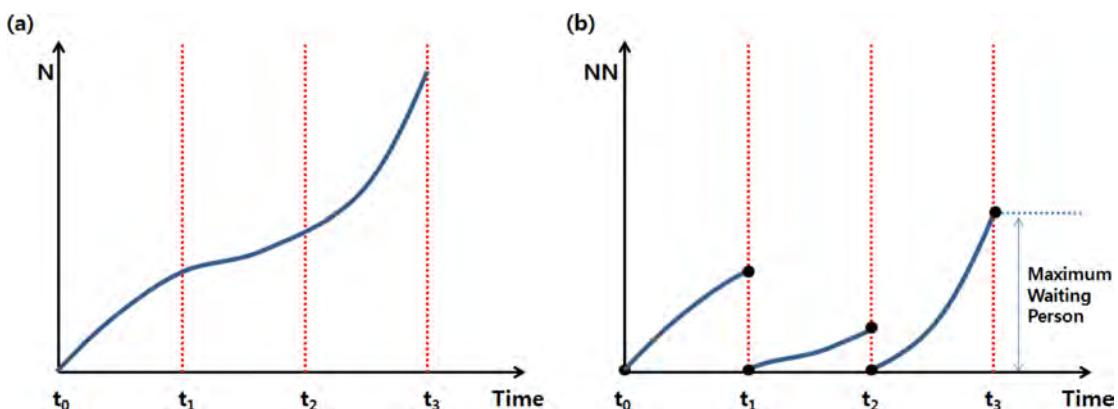 (a)
N
t0 t1 t2 t3 Time
(b)
NN
Maximum
Waiting
Person
t0 t1 t2 t3 Time